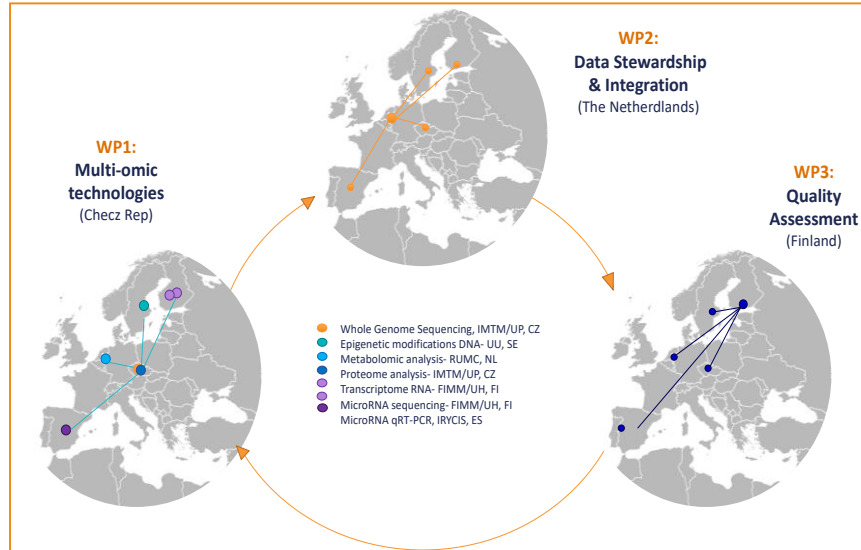 WP2:
Data Stewardship
& Integration
(The Netherdlands)
WP1:
Multi-omic
technologies
(Checz Rep)
WP3:
Quality
Assessment
(Finland)
Whole Genome Sequencing, IMTM/UP, CZ
Epigenetic modifications DNA- UU, SE
Metabolomic analysis- RUMC, NL
Proteome analysis- IMTM/UP, CZ
Transcriptome RNA- FIMM/UH, FI
MicroRNA sequencing- FIMM/UH, FI
MicroRNA qRT-PCR, IRYCIS, ES